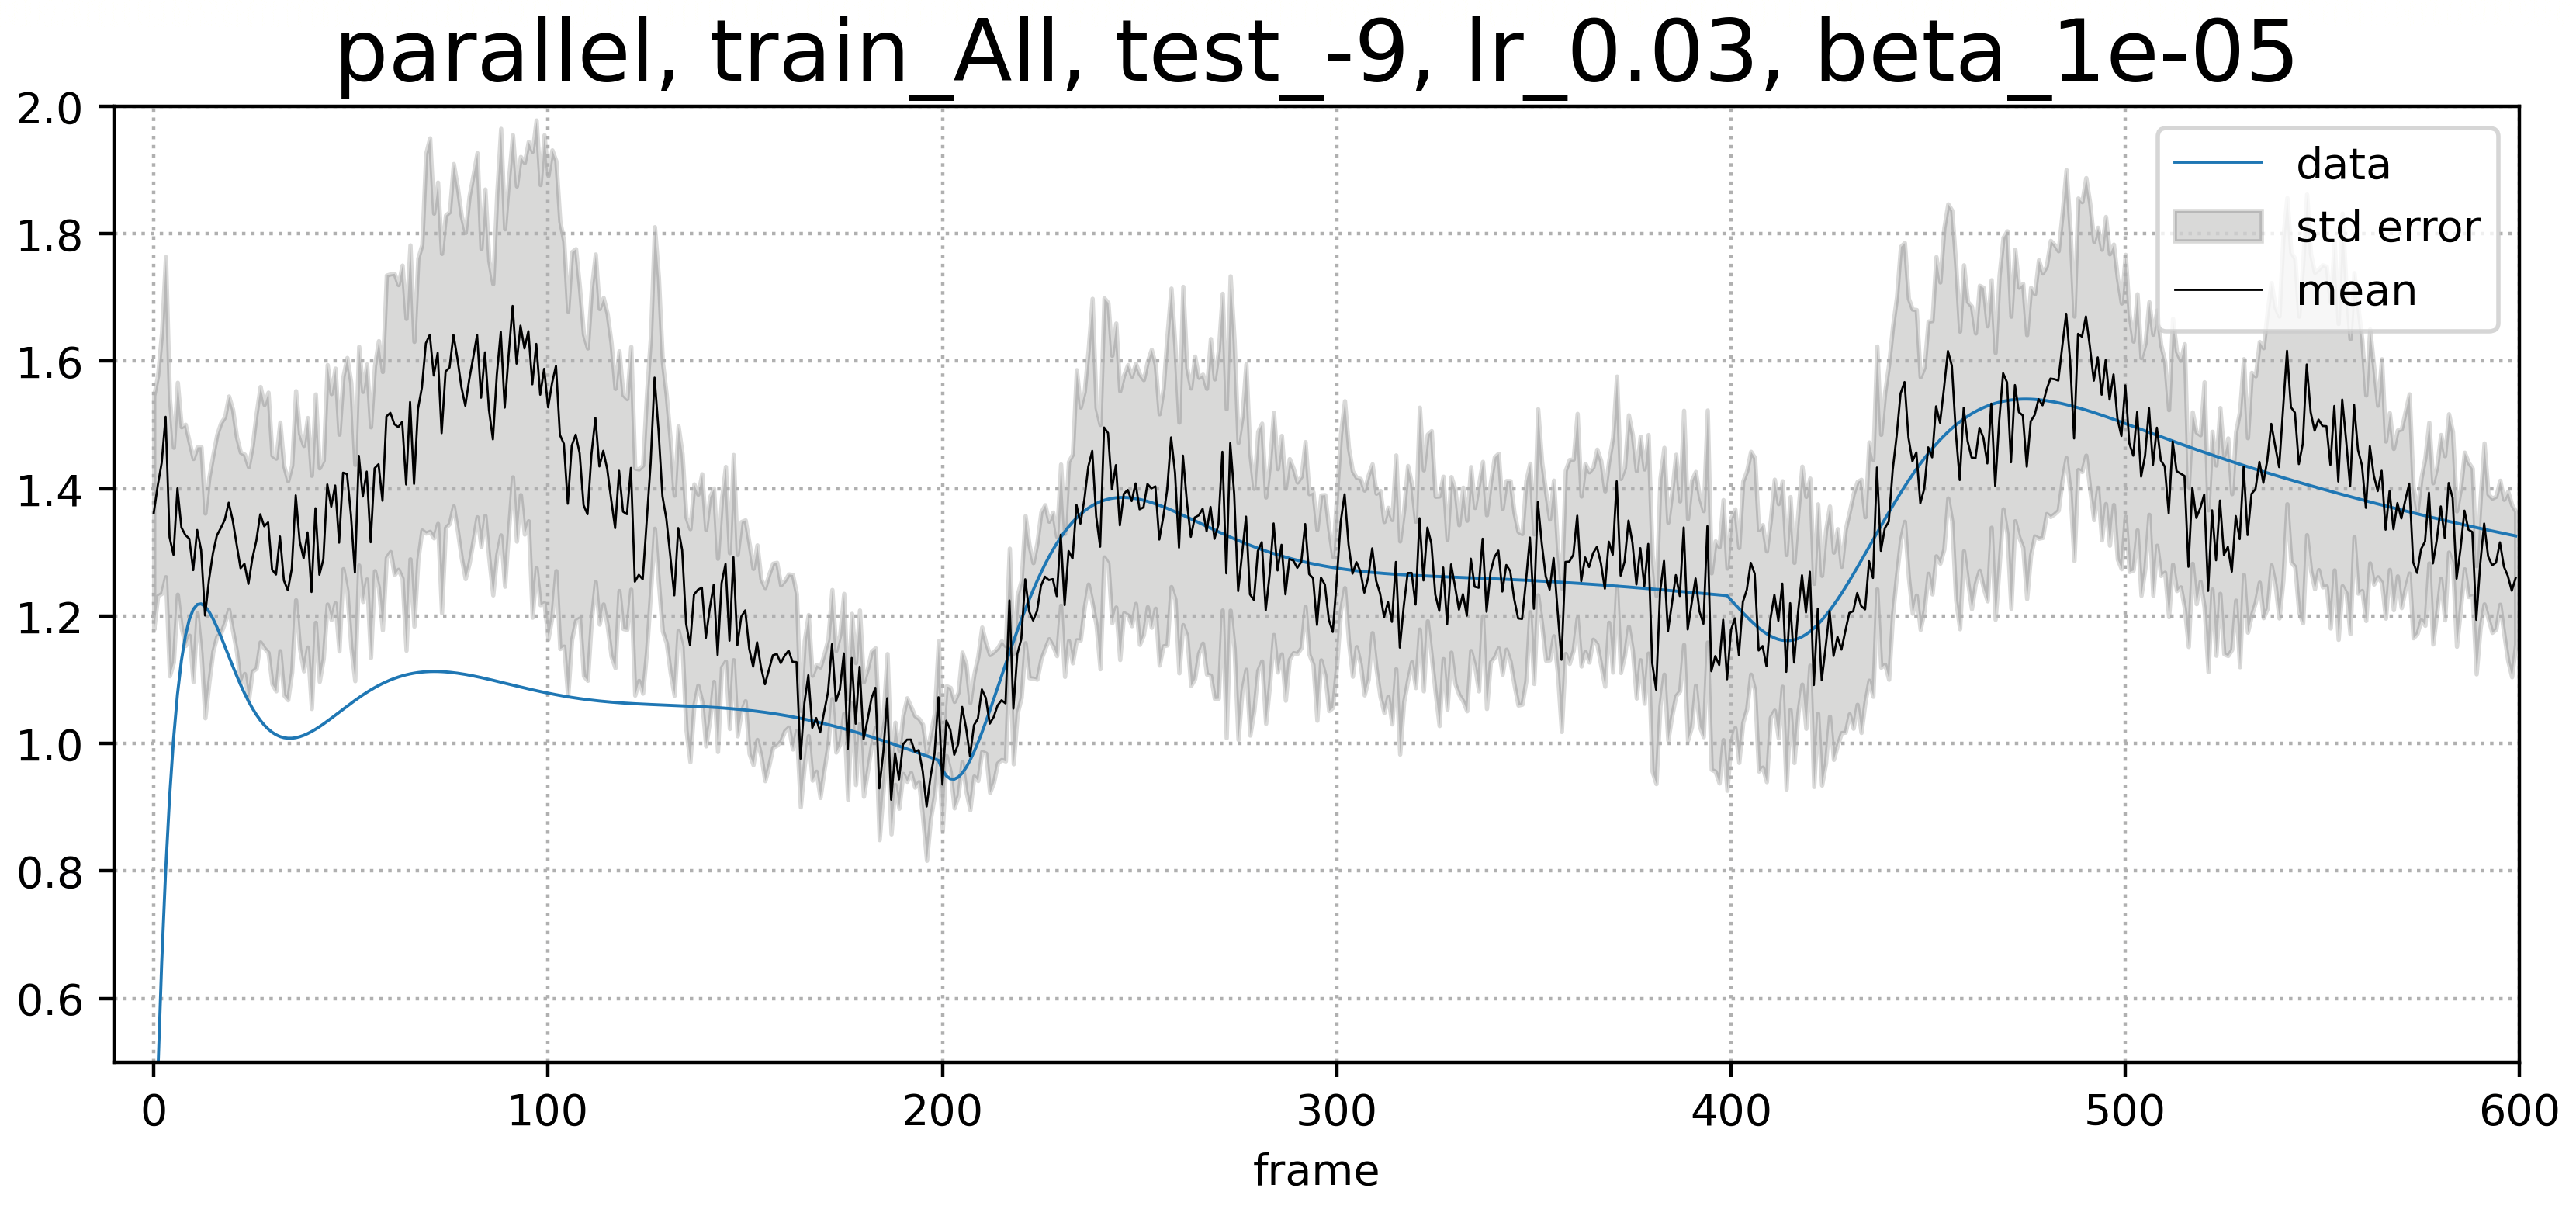 parallel, train_All, test_-9, lr_0.03, beta_1e-05
2.0
1.8
1.6
1.4
1.2
1.0
0.8
0.6
data
std error
mean
0 100 200 300 400 500 600
frame